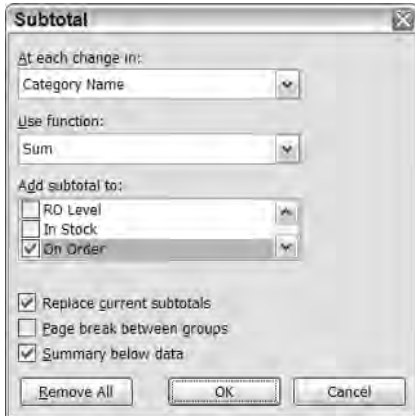 Subtotal
At each change in:
Category Name
Use function:
Sum
Add subtotal to:
RO Level
In Stock
On Order
Replace current subtotals
Page break between groups
Summary below data
Remove All OK Cancel